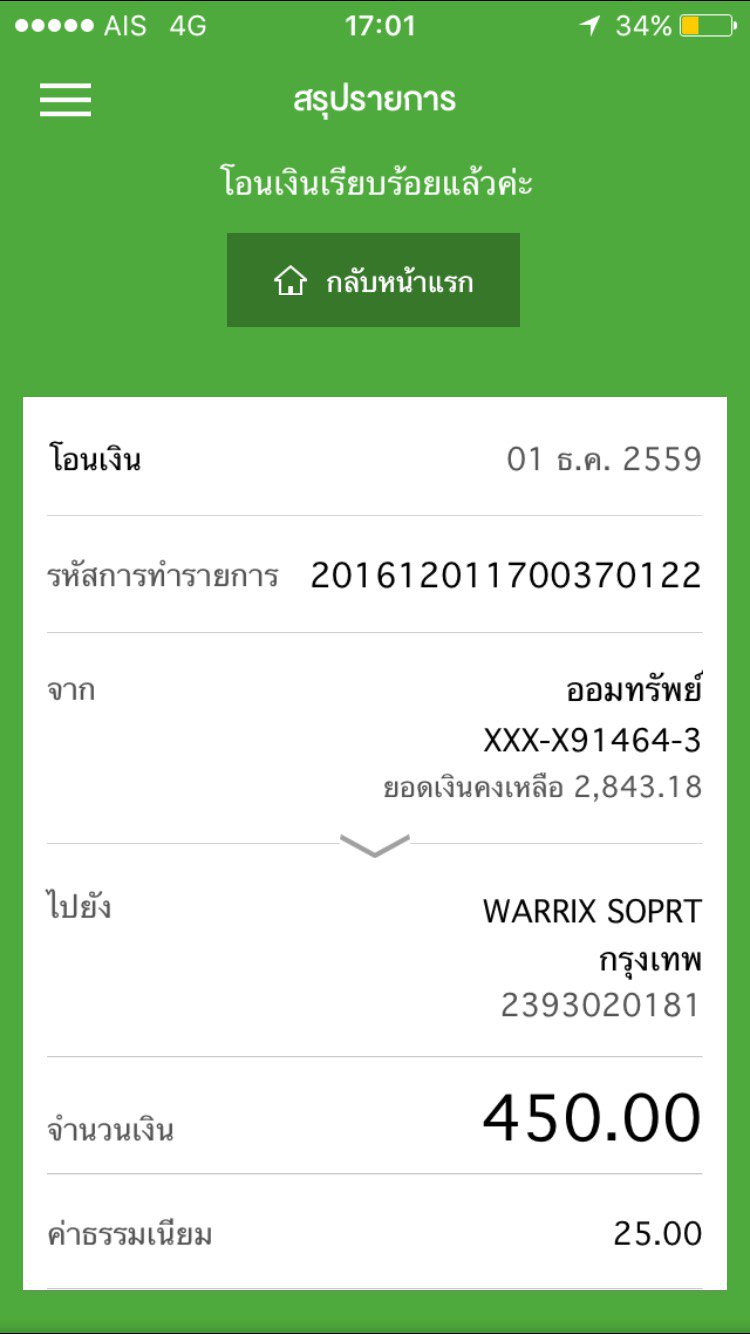 AIS 4G 17:01 34%
สรุปรายการ
โอนเงินเรียบร้อยแล้วค่ะ
กลับหน้าแรก
โอนเงิน 01 ธ.ค. 2559
รหัสการทำรายการ 201612011700370122
จาก ออมทรัพย์
XXX-X91464-3
ยอดเงินคงเหลือ 2,843.18
ไปยัง WARRIX SOPRT
กรุงเทพ
2393020181
จำนวนเงิน 450.00
ค่าธรรมเนียม 25.00